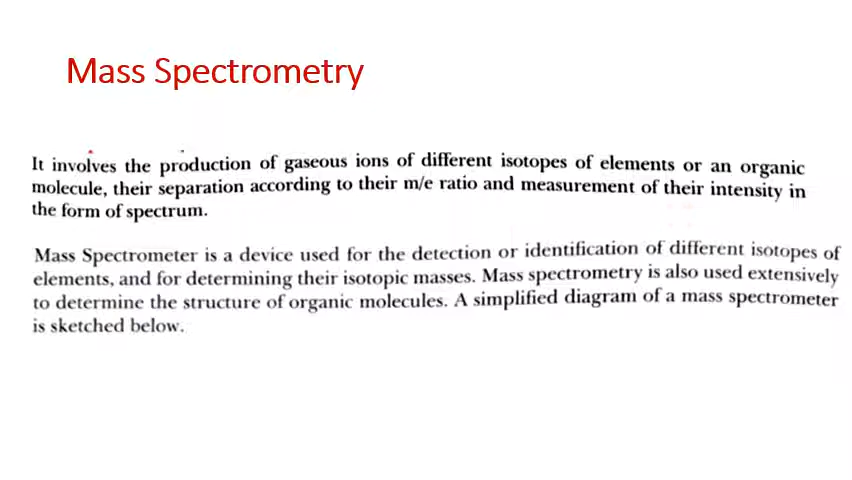 Mass Spectrometry
It involves the production of gaseous ions of different isotopes of elements or an organic
molecule, their separation according to their m/e ratio and measurement of their intensity in
the form of spectrum.
Mass Spectrometer is a device used for the detection or identification of different isotopes of
elements, and for determining their isotopic masses. Mass spectrometry is also used extensively
to determine the structure of organic molecules. A simplified diagram of a mass spectrometer
is sketched below.